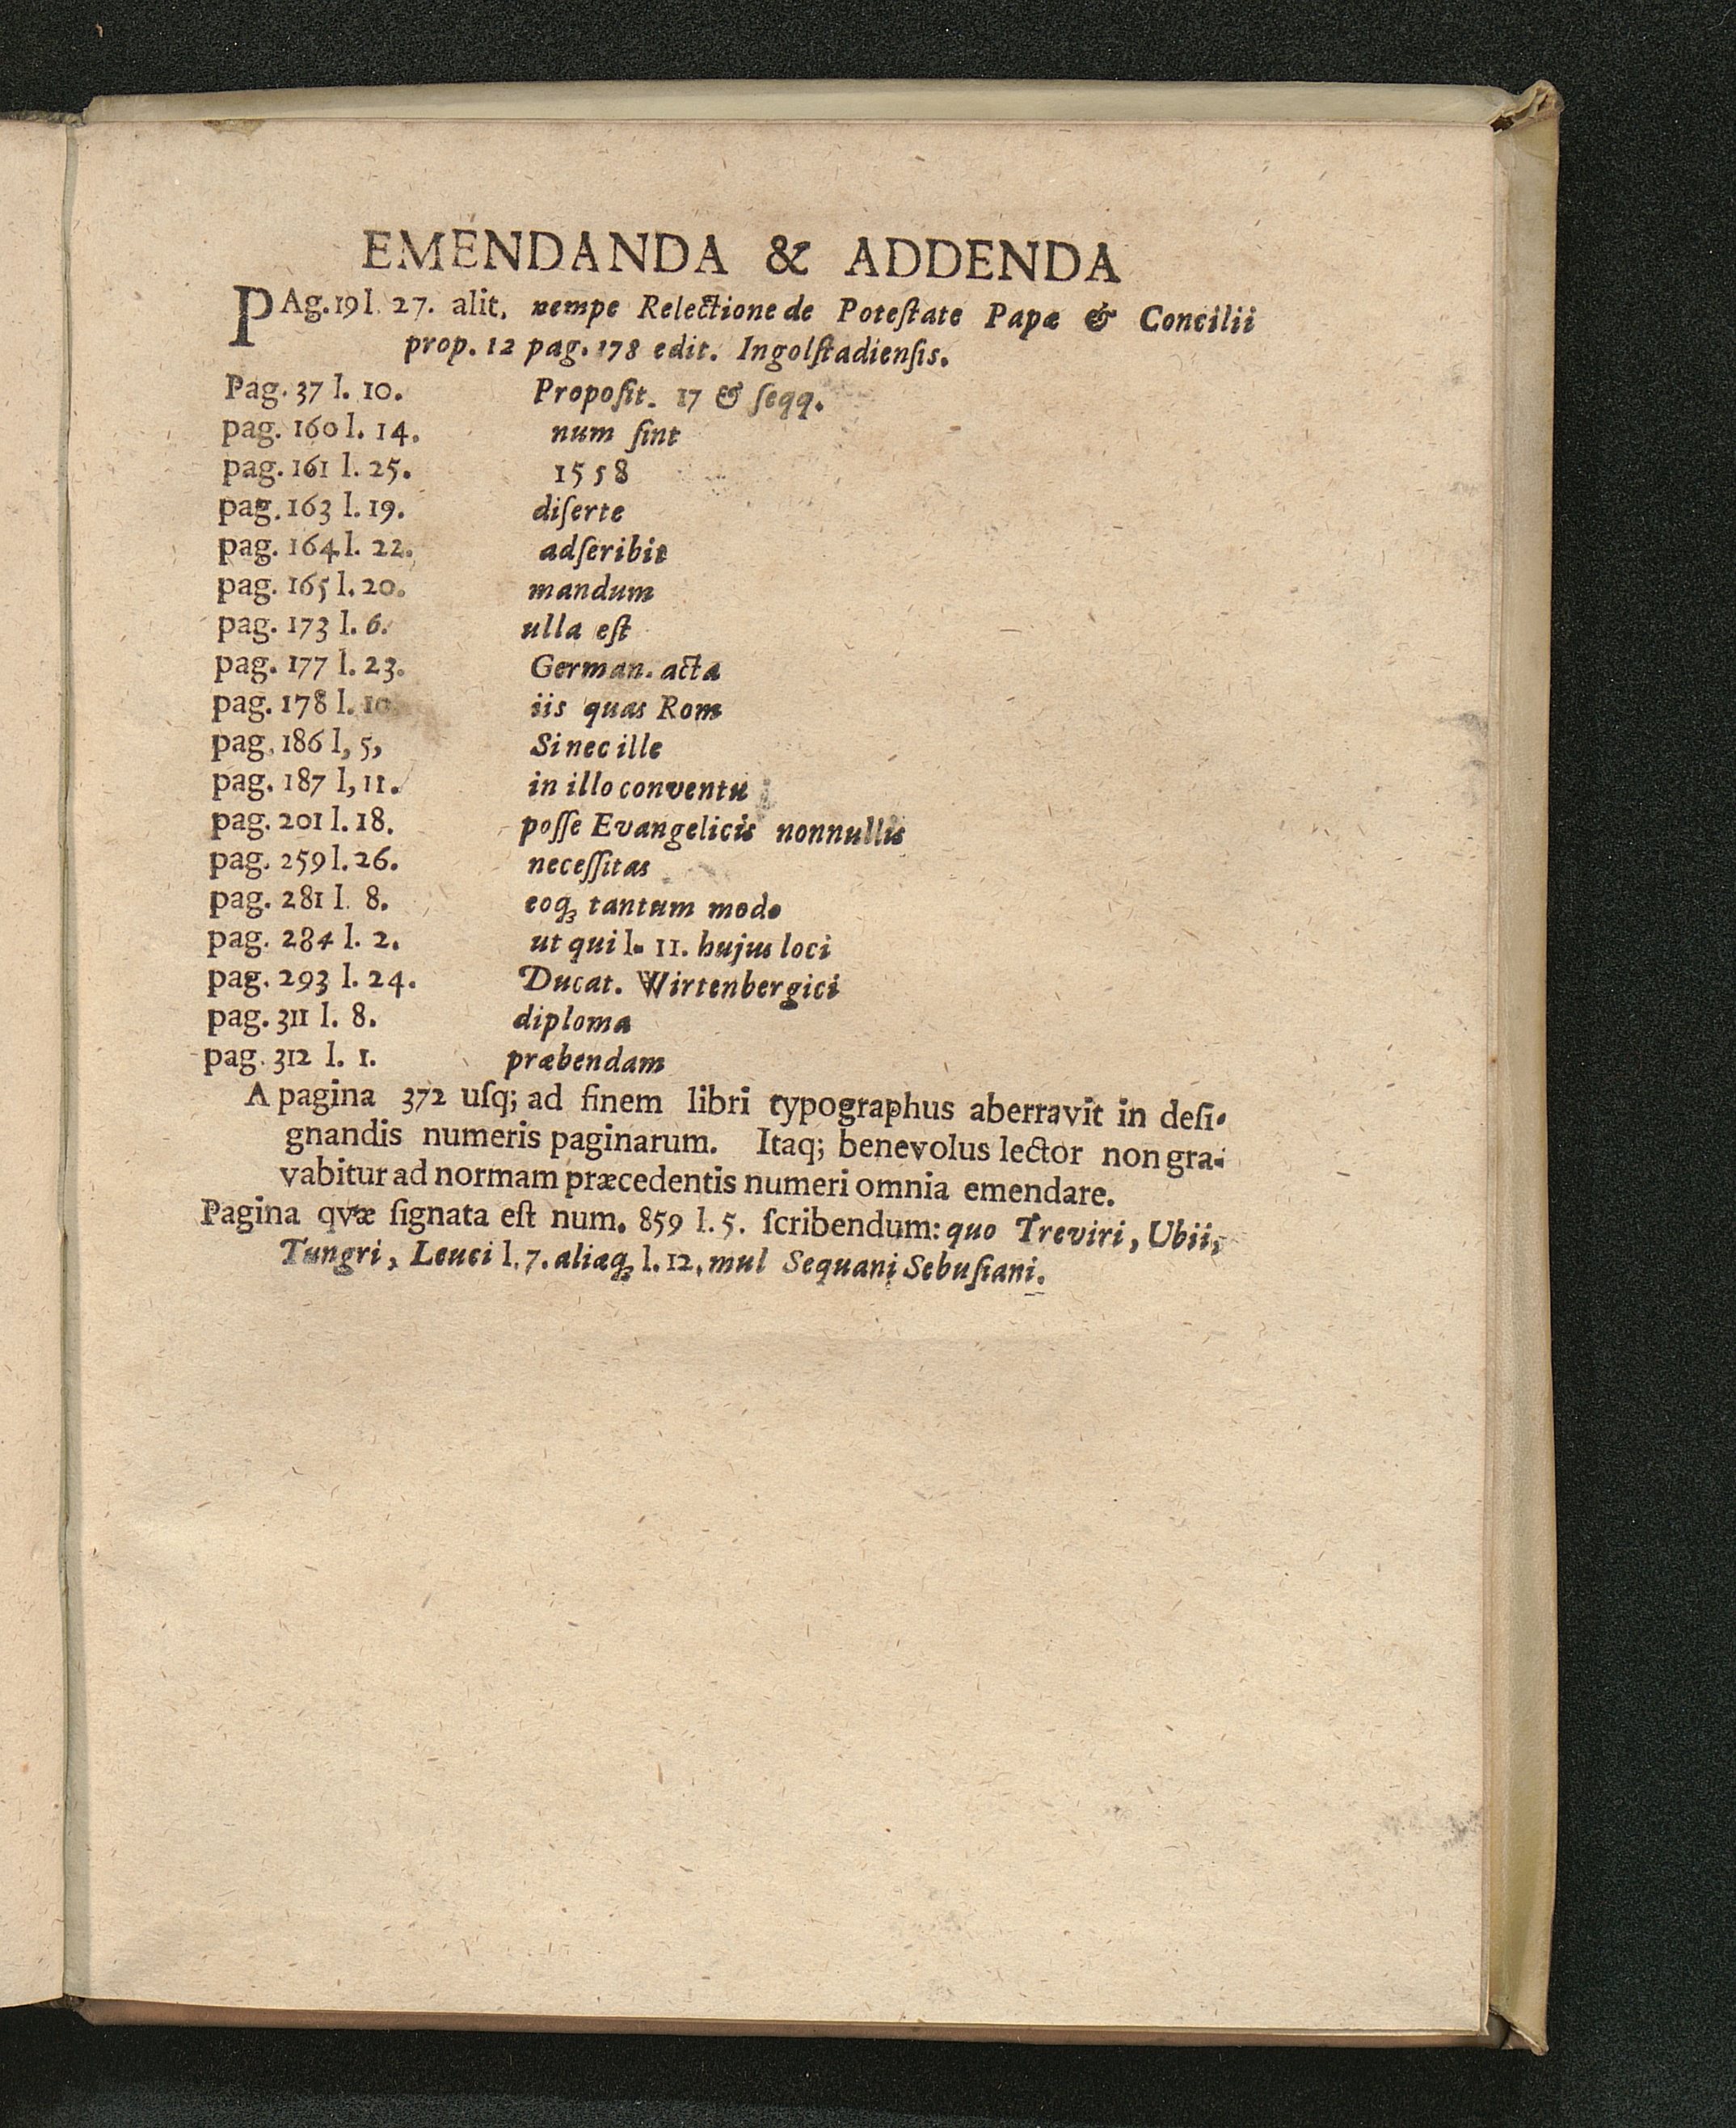 EMENDANDA & ADDENDA
PAg. 19 l. 27. alit. nempe Relectione de Poteſtate Papæ & Concilii
prop. 12 pag. 178 edit. Ingolſtadienſis.
Pag. 37 l. 10. Propoſit. 17 & ſeqq.
pag. 160 l. 14. num ſint
pag. 161 l. 25. 1558
pag. 163 l. 19. diſerte
pag. 164 l. 22. adſcribit
pag. 165 l. 20. mandum
pag. 173 l. 6. ulla eſt
pag. 177 l. 23. German. acta
pag. 178 l. 10. iis quas Rom
pag. 186 l, 5, Si nec ille
pag. 187 l, 11. in illo conventu
pag. 201 l. 18. poſſe Evangelicis nonnullis
pag. 259 l. 26. neceſſitas
pag. 281 l. 8. eoq; tantum modo
pag. 284 l. 2. ut qui l. 11. hujus loci
pag. 293 l. 24. Ducat. Wirtenbergici
pag. 311 l. 8. diploma
pag. 312 l. 1. præbendam
A pagina 372 uſq; ad finem libri typographus aberravit in deſi-
gnandis numeris paginarum. Itaq; benevolus lector non gra-
vabitur ad normam præcedentis numeri omnia emendare.
Pagina qvæ ſignata eſt num. 859 l. 5. ſcribendum: quo Treviri, Ubii,
Tungri, Leuci l. 7. aliæq; l. 12. mul Sequani Sebuſiani.